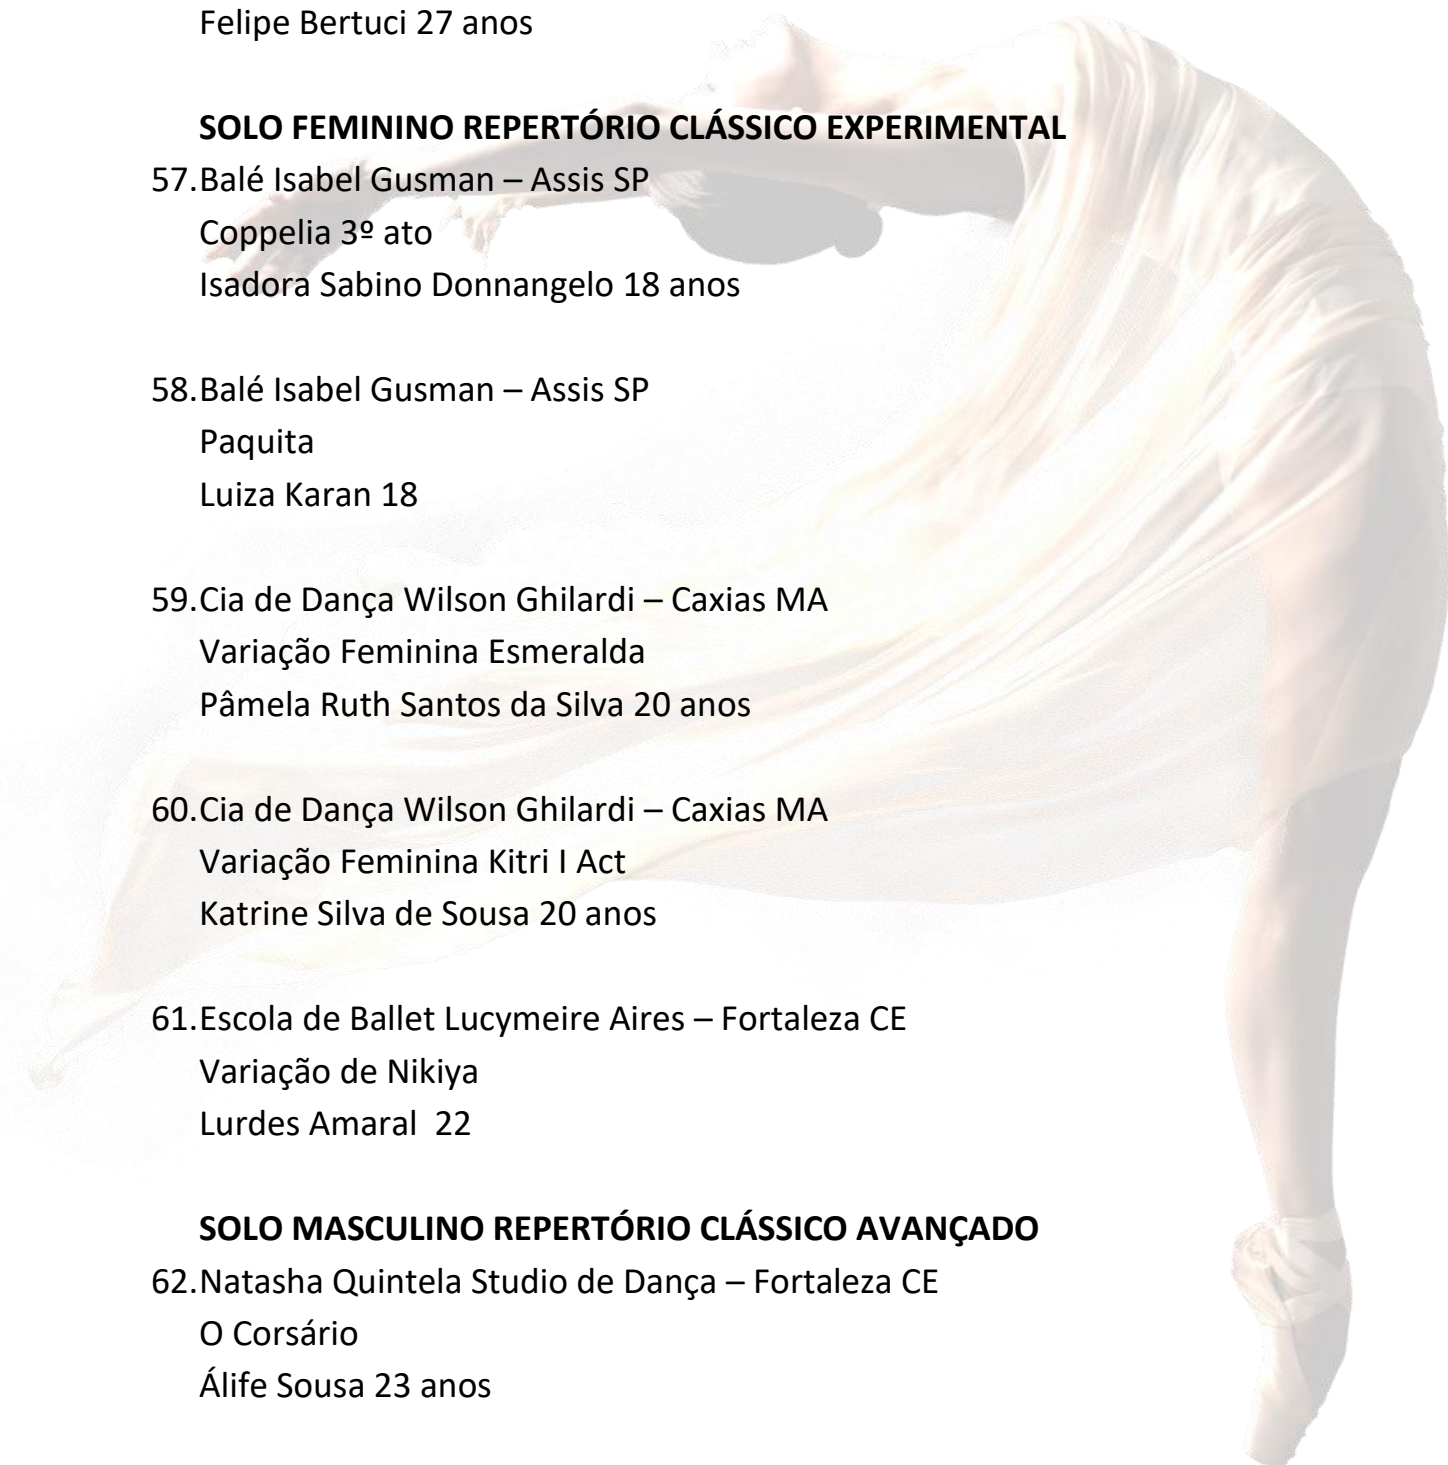 Felipe Bertuci 27 anos
SOLO FEMININO REPERTÓRIO CLÁSSICO EXPERIMENTAL
57.Balé Isabel Gusman – Assis SP
Coppelia 3º ato
Isadora Sabino Donnangelo 18 anos
58.Balé Isabel Gusman – Assis SP
Paquita
Luiza Karan 18
59.Cia de Dança Wilson Ghilardi – Caxias MA
Variação Feminina Esmeralda
Pâmela Ruth Santos da Silva 20 anos
60.Cia de Dança Wilson Ghilardi – Caxias MA
Variação Feminina Kitri I Act
Katrine Silva de Sousa 20 anos
61.Escola de Ballet Lucymeire Aires – Fortaleza CE
Variação de Nikiya
Lurdes Amaral  22
SOLO MASCULINO REPERTÓRIO CLÁSSICO AVANÇADO
62.Natasha Quintela Studio de Dança – Fortaleza CE
O Corsário
Álife Sousa 23 anos